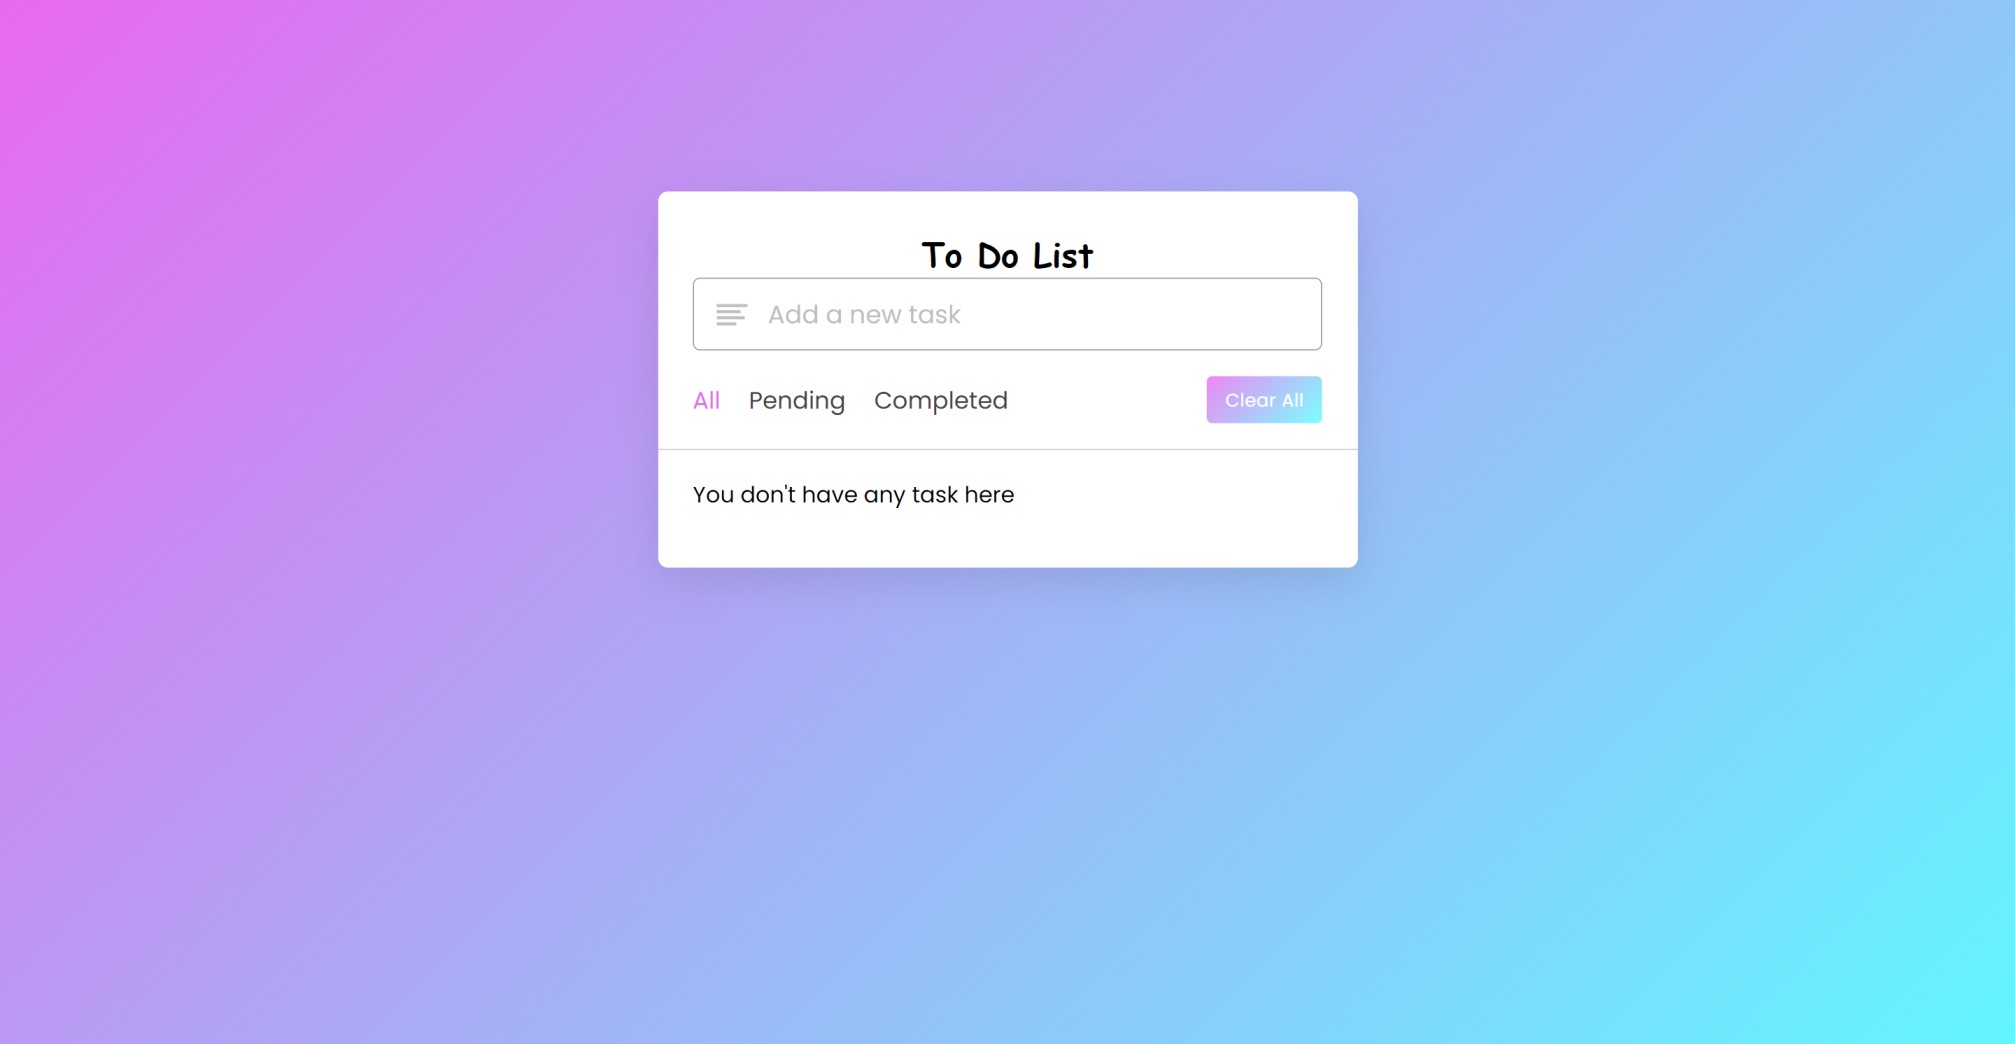 To Do List
Add a new task
All Pending Completed Clear All
You don't have any task here